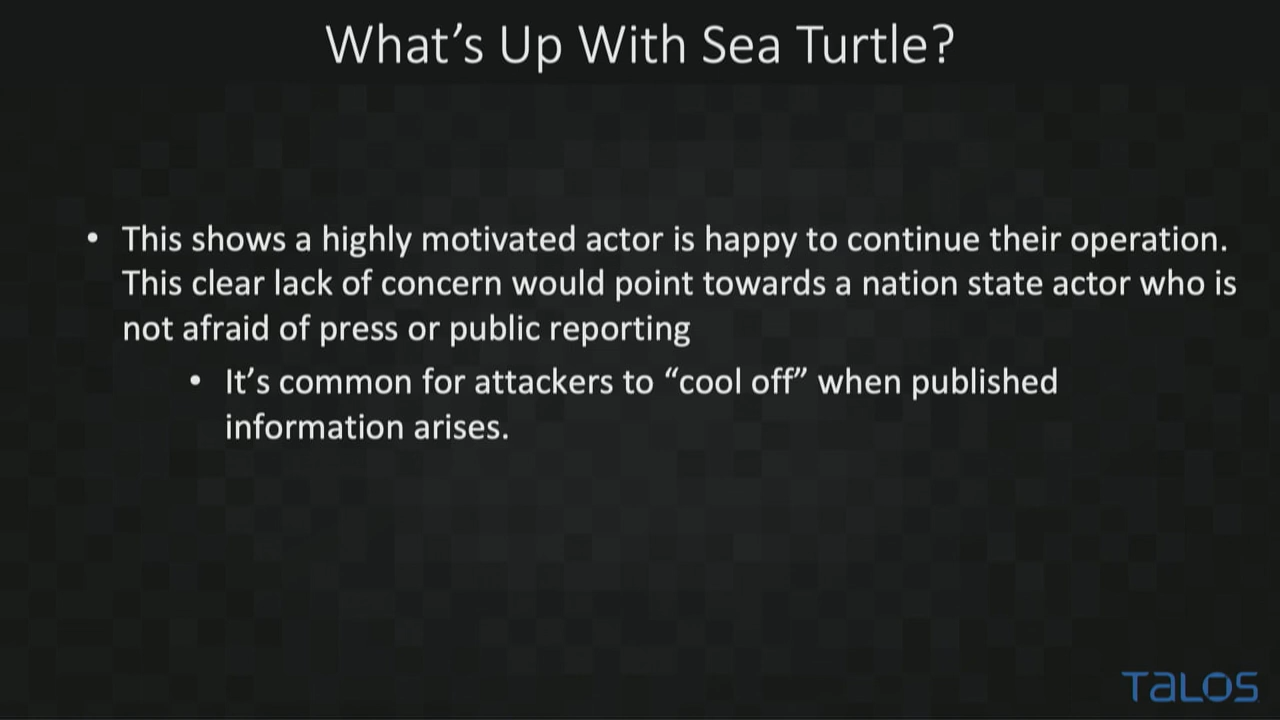 What’s Up With Sea Turtle?
• This shows a highly motivated actor is happy to continue their operation.
This clear lack of concern would point towards a nation state actor who is
not afraid of press or public reporting
• It’s common for attackers to “cool off” when published
information arises.
TALOS